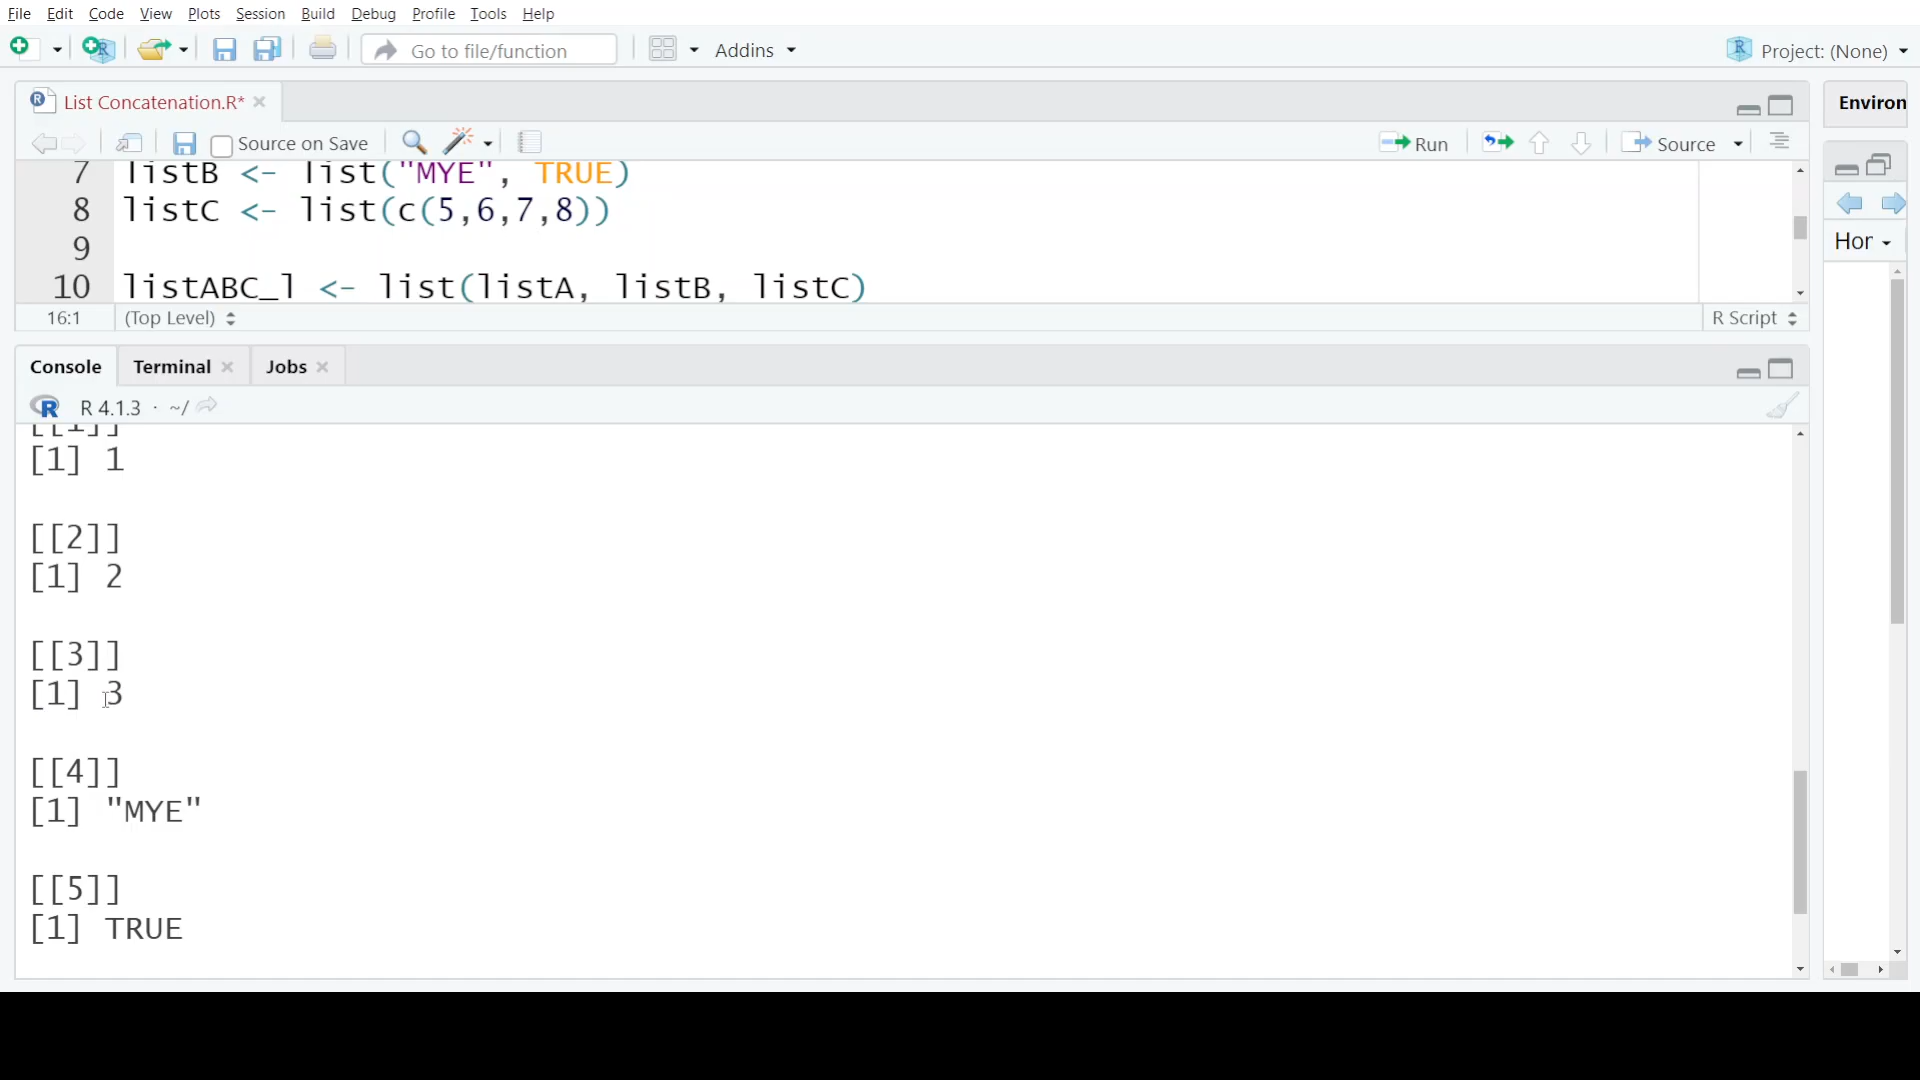 File Edit Code View Plots Session Build Debug Profile Tools Help
Go to file/function Addins Project: (None)
List Concatenation.R* Environ
Source on Save Run Source
7 listB <- list("MYE", TRUE)
8 listC <- list(c(5,6,7,8))
9
10 listABC_l <- list(listA, listB, listC)
Hor
16:1 (Top Level) R Script
Console Terminal Jobs
R 4.1.3 · ~/
[[1]]
[1] 1
[[2]]
[1] 2
[[3]]
[1] 3
[[4]]
[1] "MYE"
[[5]]
[1] TRUE